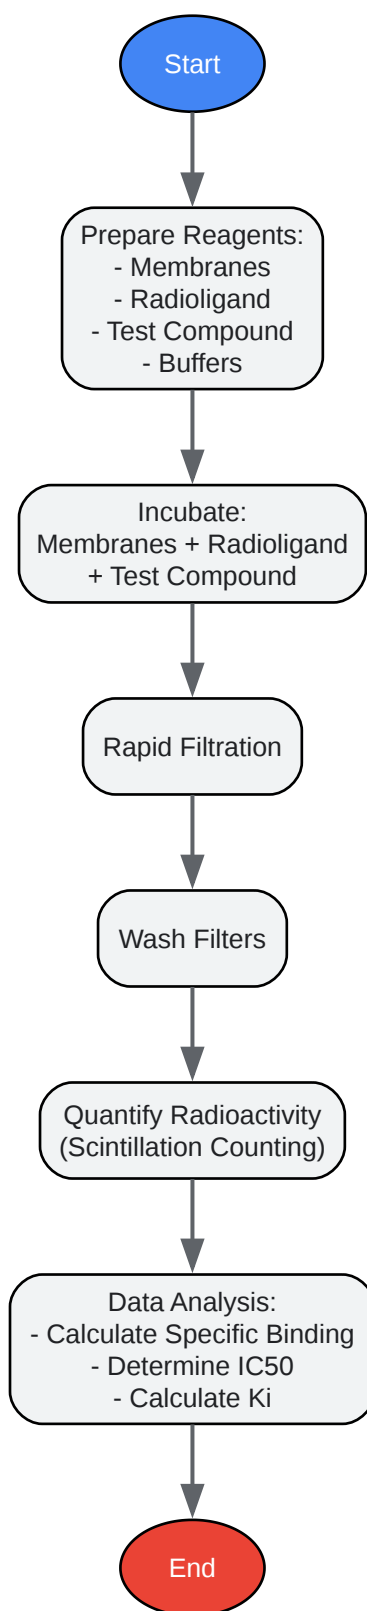 Start
Prepare Reagents:
- Membranes
- Radioligand
- Test Compound
- Buffers
Incubate:
Membranes + Radioligand
+ Test Compound
Rapid Filtration
Wash Filters
Quantify Radioactivity
(Scintillation Counting)
Data Analysis:
- Calculate Specific Binding
- Determine IC50
- Calculate Ki
End